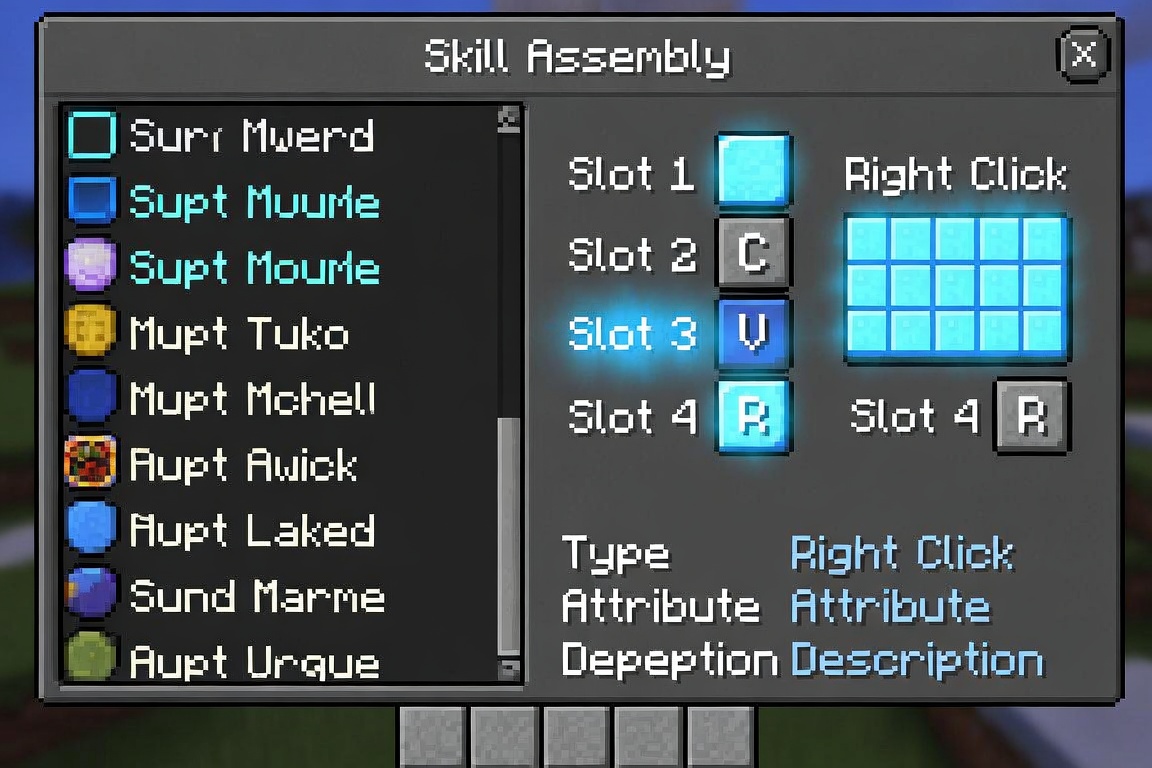 Skill Assembly
X
Surr Mwerd
Supt Muume
Supt Moume
Mupt Tuko
Mupt Mchell
Aupt Awick
Aupt Laked
Sund Marme
Aupt Urque
Slot 1
Slot 2 C
Slot 3 V
Slot 4 R
Right Click
Slot 4 R
Type Right Click
Attribute Attribute
Depeption Description